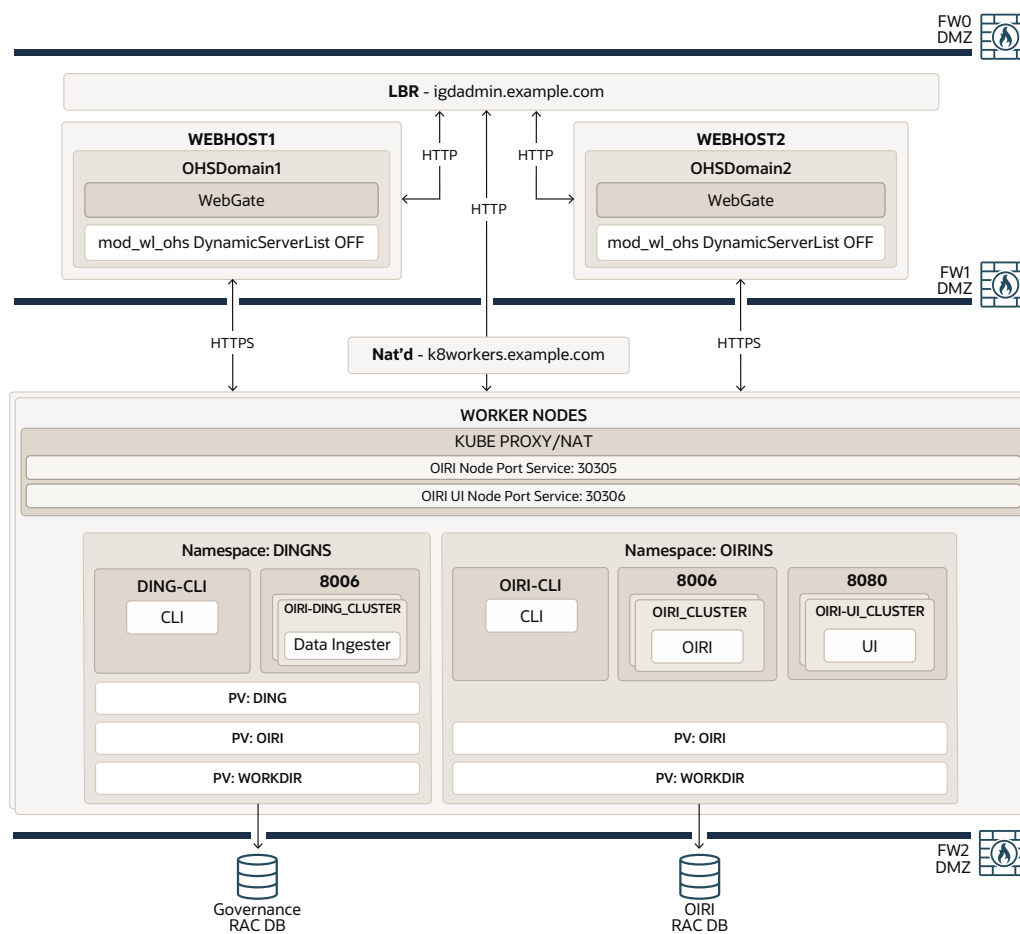 FW0
DMZ
LBR - igdadmin.example.com
WEBHOST1
OHSDomain1
WebGate
mod_wl_ohs DynamicServerList OFF
HTTP
HTTP
HTTP
WEBHOST2
OHSDomain2
WebGate
mod_wl_ohs DynamicServerList OFF
FW1
DMZ
HTTPS
Nat'd - k8workers.example.com
HTTPS
WORKER NODES
KUBE PROXY/NAT
OIRI Node Port Service: 30305
OIRI UI Node Port Service: 30306
Namespace: DINGNS
DING-CLI
CLI
8006
OIRI-DING_CLUSTER
Data Ingester
PV: DING
PV: OIRI
PV: WORKDIR
Namespace: OIRINS
OIRI-CLI
CLI
8006
OIRI_CLUSTER
OIRI
8080
OIRI-UI_CLUSTER
UI
PV: OIRI
PV: WORKDIR
FW2
DMZ
Governance
RAC DB
OIRI
RAC DB